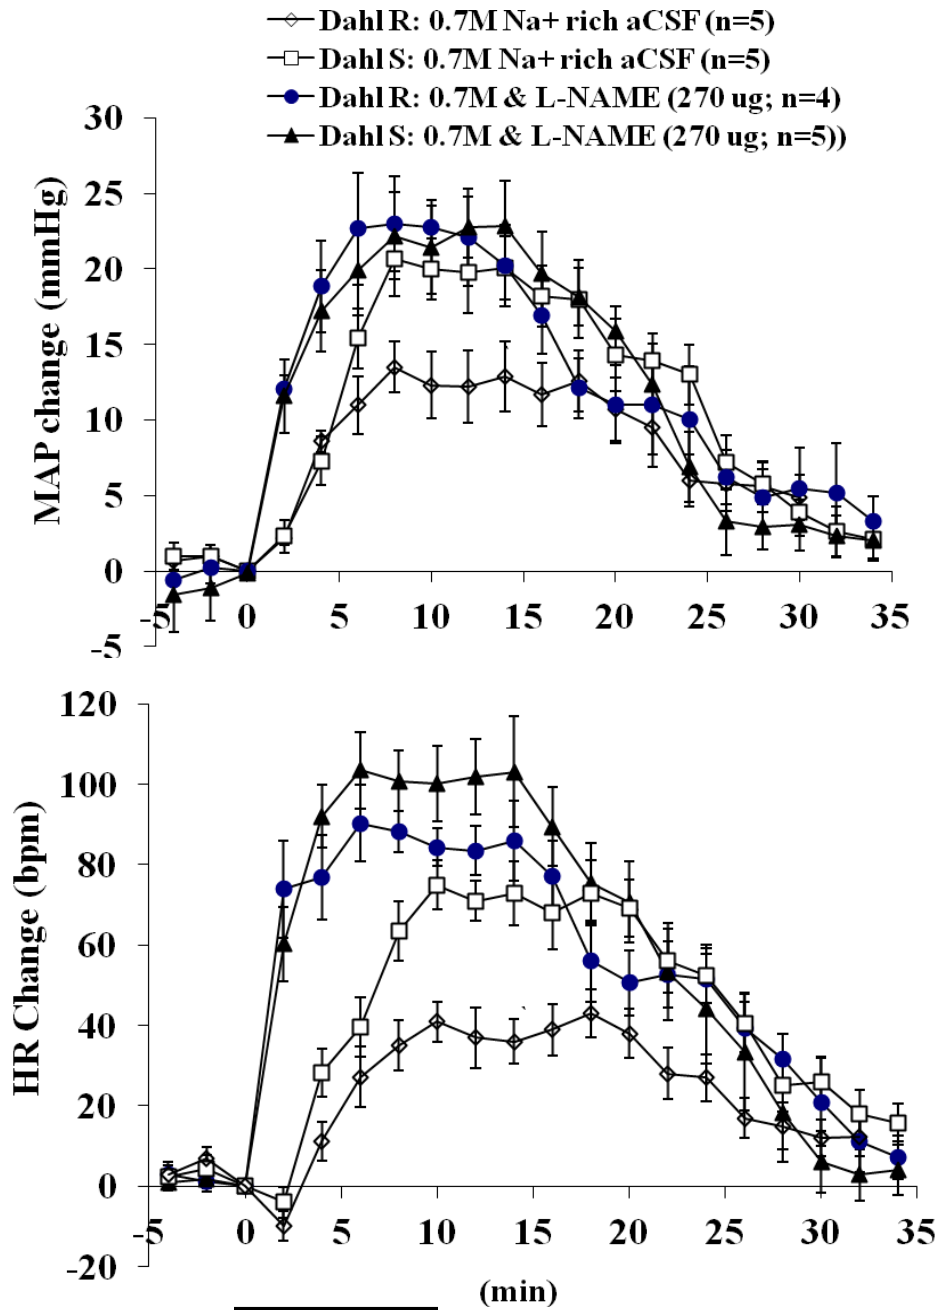 Dahl R: 0.7M Na+ rich aCSF (n=5)
Dahl S: 0.7M Na+ rich aCSF (n=5)
Dahl R: 0.7M & L-NAME (270 ug; n=4)
Dahl S: 0.7M & L-NAME (270 ug; n=5))
30
25
20
15
10
5
0
-5
MAP change (mmHg)
-5 0 5 10 15 20 25 30 35
120
100
80
60
40
20
0
-20
HR Change (bpm)
-5 0 5 10 15 20 25 30 35
(min)